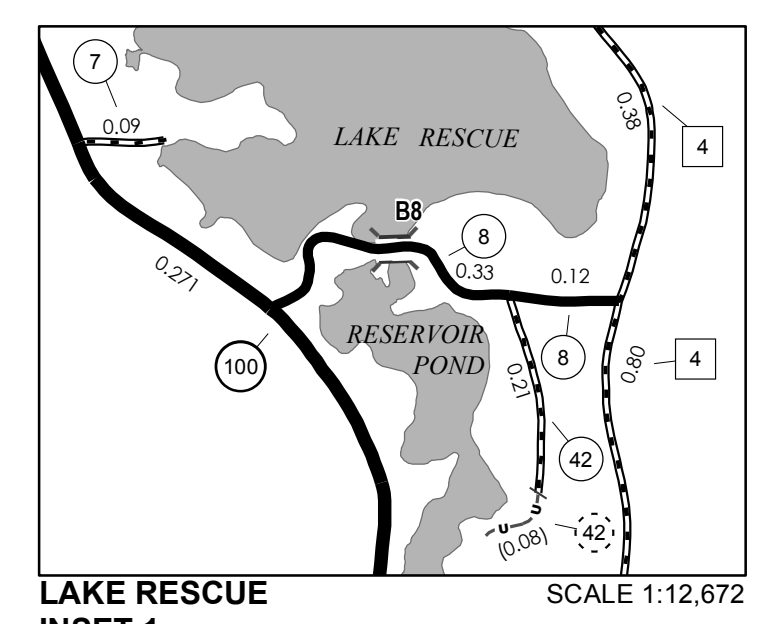 7
0.09
0.38
4
LAKE RESCUE
B8
8
0.33
0.12
0.271
RESERVOIR
POND
100
8
0.80
4
0.21
42
42
(0.08)
U
U
LAKE RESCUE
SCALE 1:12,672
INSET 1